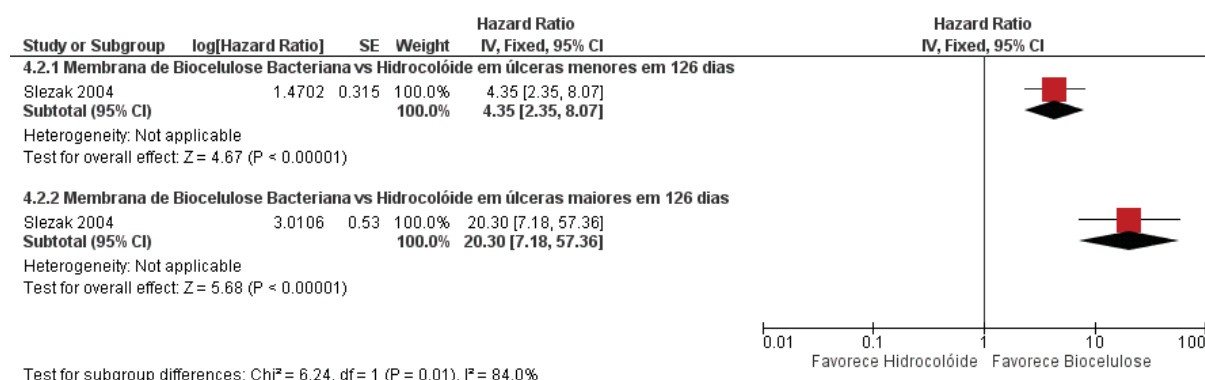 Hazard Ratio Hazard Ratio
Study or Subgroup log[Hazard Ratio] SE Weight IV, Fixed, 95% CI IV, Fixed, 95% CI
4.2.1 Membrana de Biocelulose Bacteriana vs Hidrocolóide em úlceras menores em 126 dias
Slezak 2004 1.4702 0.315 100.0% 4.35 [2.35, 8.07]
Subtotal (95% CI) 100.0% 4.35 [2.35, 8.07]
Heterogeneity: Not applicable
Test for overall effect: Z = 4.67 (P < 0.00001)
4.2.2 Membrana de Biocelulose Bacteriana vs Hidrocolóide em úlceras maiores em 126 dias
Slezak 2004 3.0106 0.53 100.0% 20.30 [7.18, 57.36]
Subtotal (95% CI) 100.0% 20.30 [7.18, 57.36]
Heterogeneity: Not applicable
Test for overall effect: Z = 5.68 (P < 0.00001)
0.01 0.1 1 10 100
Favorece Hidrocolóide Favorece Biocelulose
Test for subgroup differences: Chi² = 6.24, df = 1 (P = 0.01), I² = 84.0%